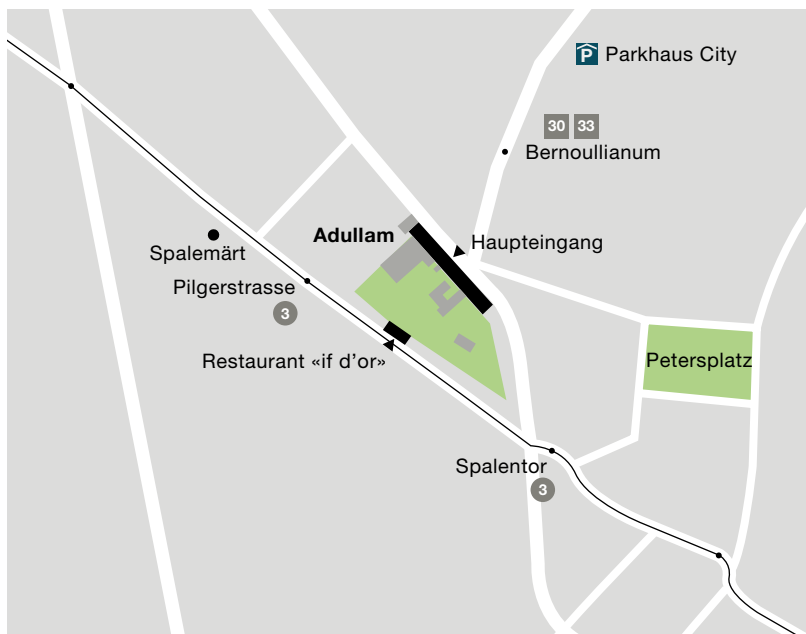 P Parkhaus City
30 33
Bernoullianum
Adullam
Haupteingang
Spalemärt
Pilgerstrasse
3
Restaurant «if d’or»
Petersplatz
Spalentor
3